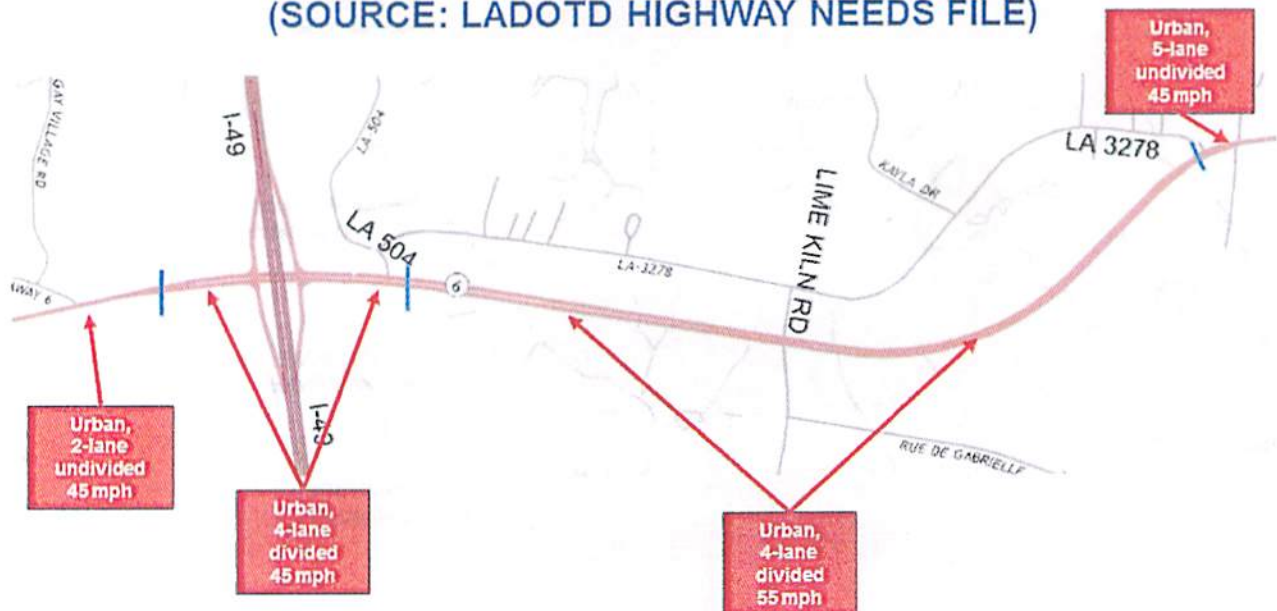 (SOURCE: LADOTD HIGHWAY NEEDS FILE)
Urban,
5-lane
undivided
45 mph
GAY VILLAGE RD
I-49
LA 504
LA 3278
KAYLA DR
LIME KILN RD
LA 504
LA-3278
6
WAY 6
I-49
RUE DE GABRIELLE
Urban,
2-lane
undivided
45 mph
Urban,
4-lane
divided
45 mph
Urban,
4-lane
divided
55 mph